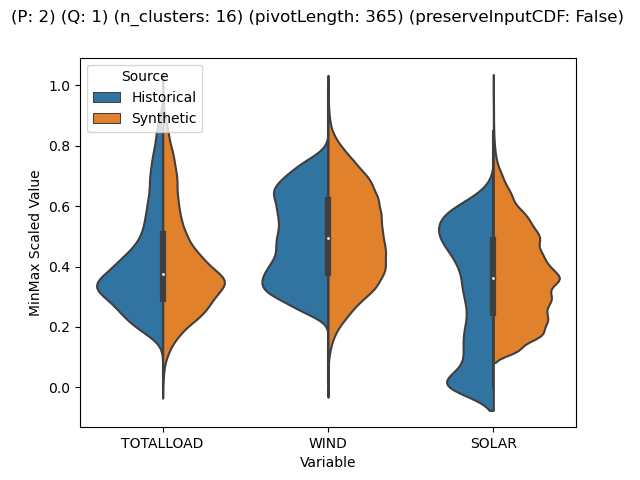 (P: 2) (Q: 1) (n_clusters: 16) (pivotLength: 365) (preserveInputCDF: False)
Source
Historical
Synthetic
MinMax Scaled Value
1.0
0.8
0.6
0.4
0.2
0.0
TOTALLOAD WIND SOLAR
Variable